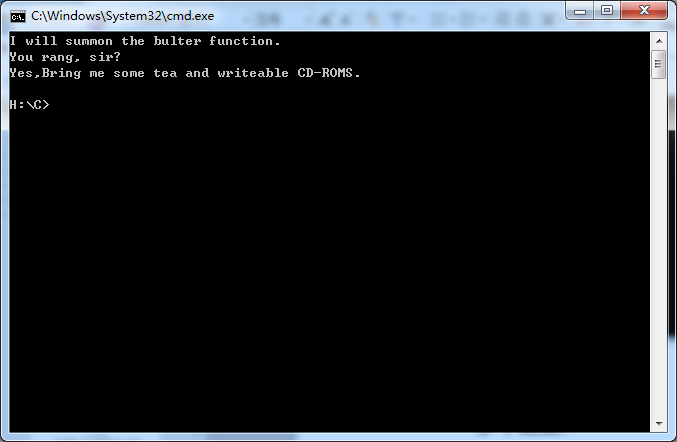 C:\Windows\System32\cmd.exe
I will summon the bulter function.
You rang, sir?
Yes,Bring me some tea and writeable CD-ROMS.
H:\C>